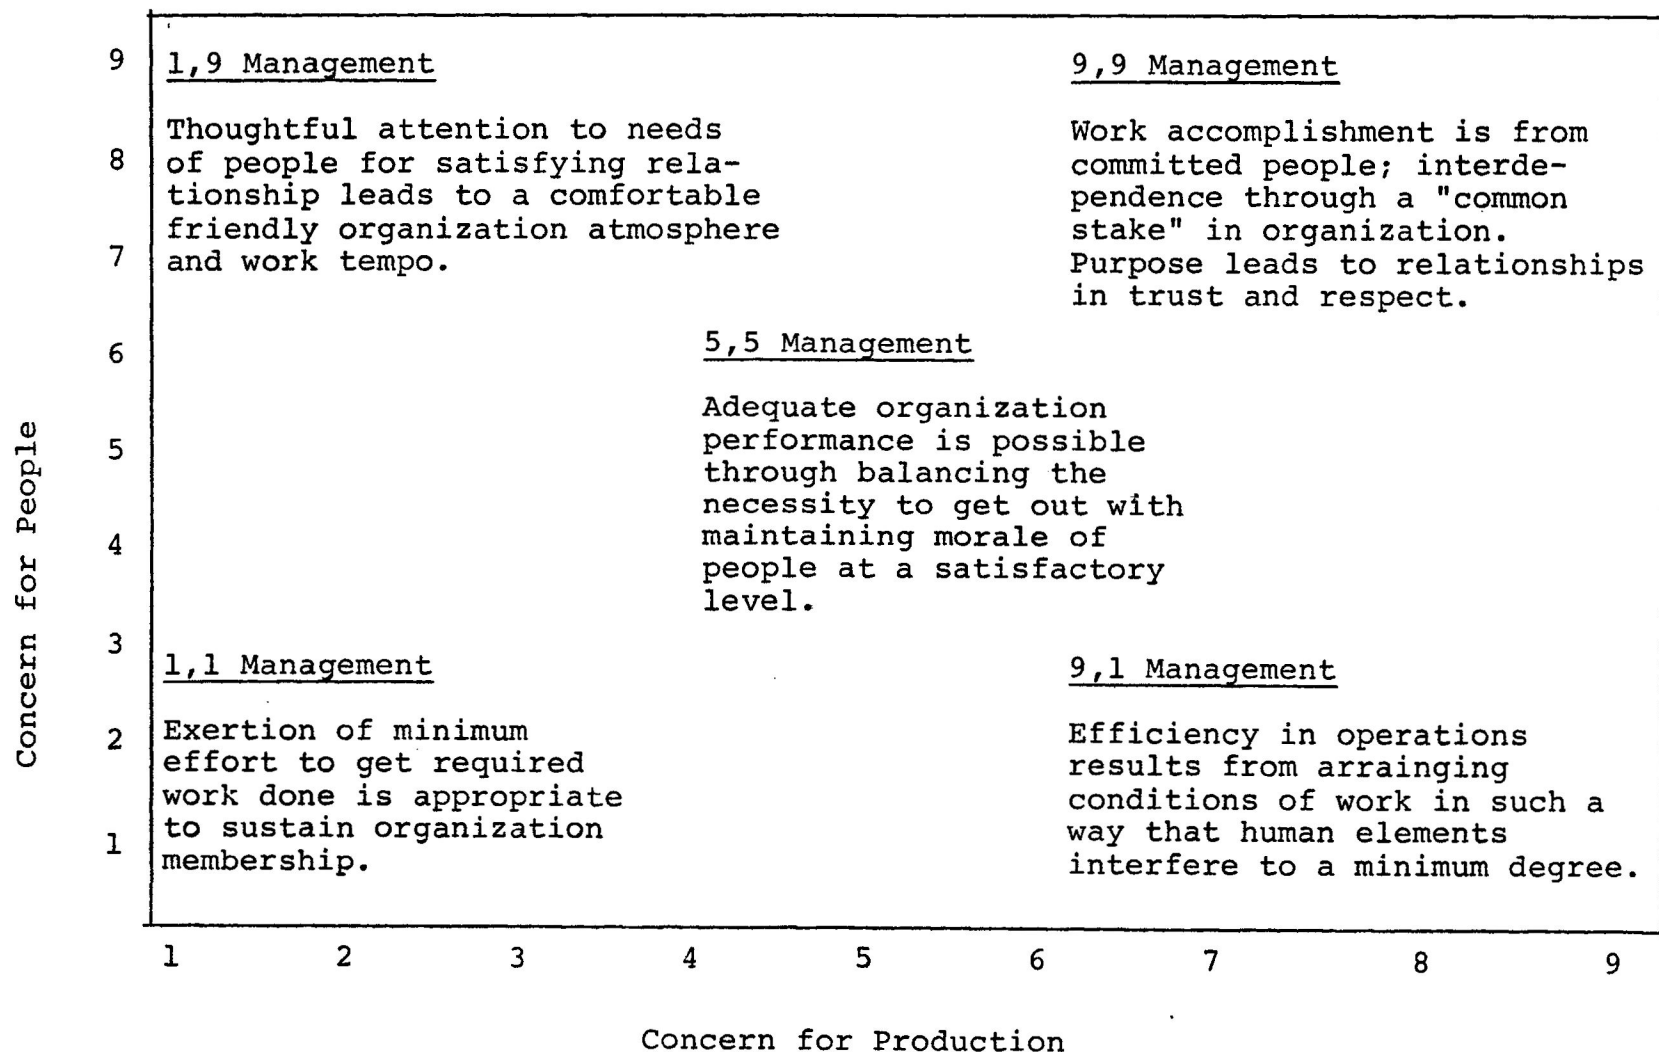 Concern for People
9
8
7
6
5
4
3
2
1
1,9 Management
Thoughtful attention to needs
of people for satisfying rela-
tionship leads to a comfortable
friendly organization atmosphere
and work tempo.
9,9 Management
Work accomplishment is from
committed people; interde-
pendence through a "common
stake" in organization.
Purpose leads to relationships
in trust and respect.
5,5 Management
Adequate organization
performance is possible
through balancing the
necessity to get out with
maintaining morale of
people at a satisfactory
level.
1,1 Management
Exertion of minimum
effort to get required
work done is appropriate
to sustain organization
membership.
9,1 Management
Efficiency in operations
results from arrainging
conditions of work in such a
way that human elements
interfere to a minimum degree.
1 2 3 4 5 6 7 8 9
Concern for Production